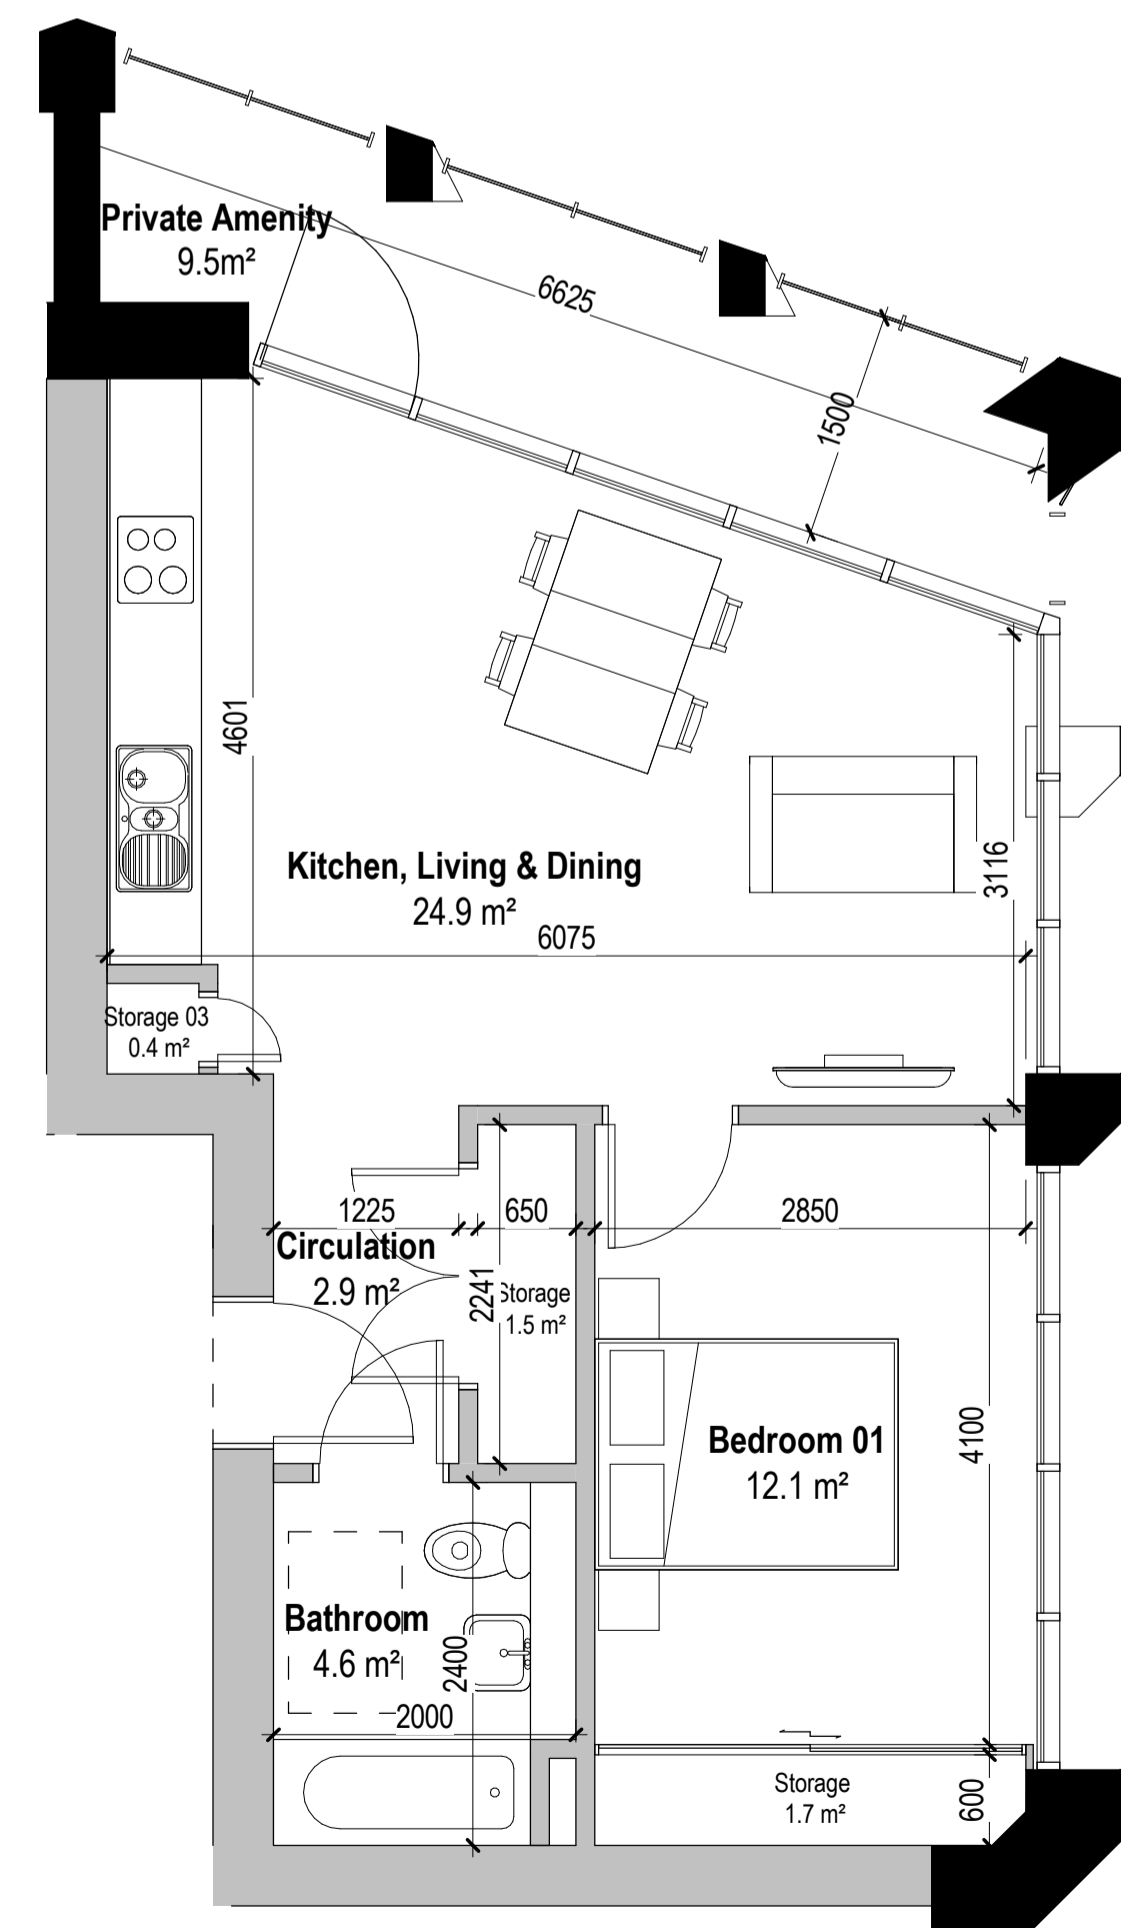 Private Amenity
9.5m²
6625
1500
4601
Kitchen, Living & Dining
24.9 m²
3116
6075
Storage 03
0.4 m²
1225
650
2850
Circulation
2.9 m²
2241
Storage
1.5 m²
4100
Bedroom 01
12.1 m²
Bathroom
4.6 m²
2400
2000
Storage
1.7 m²
600